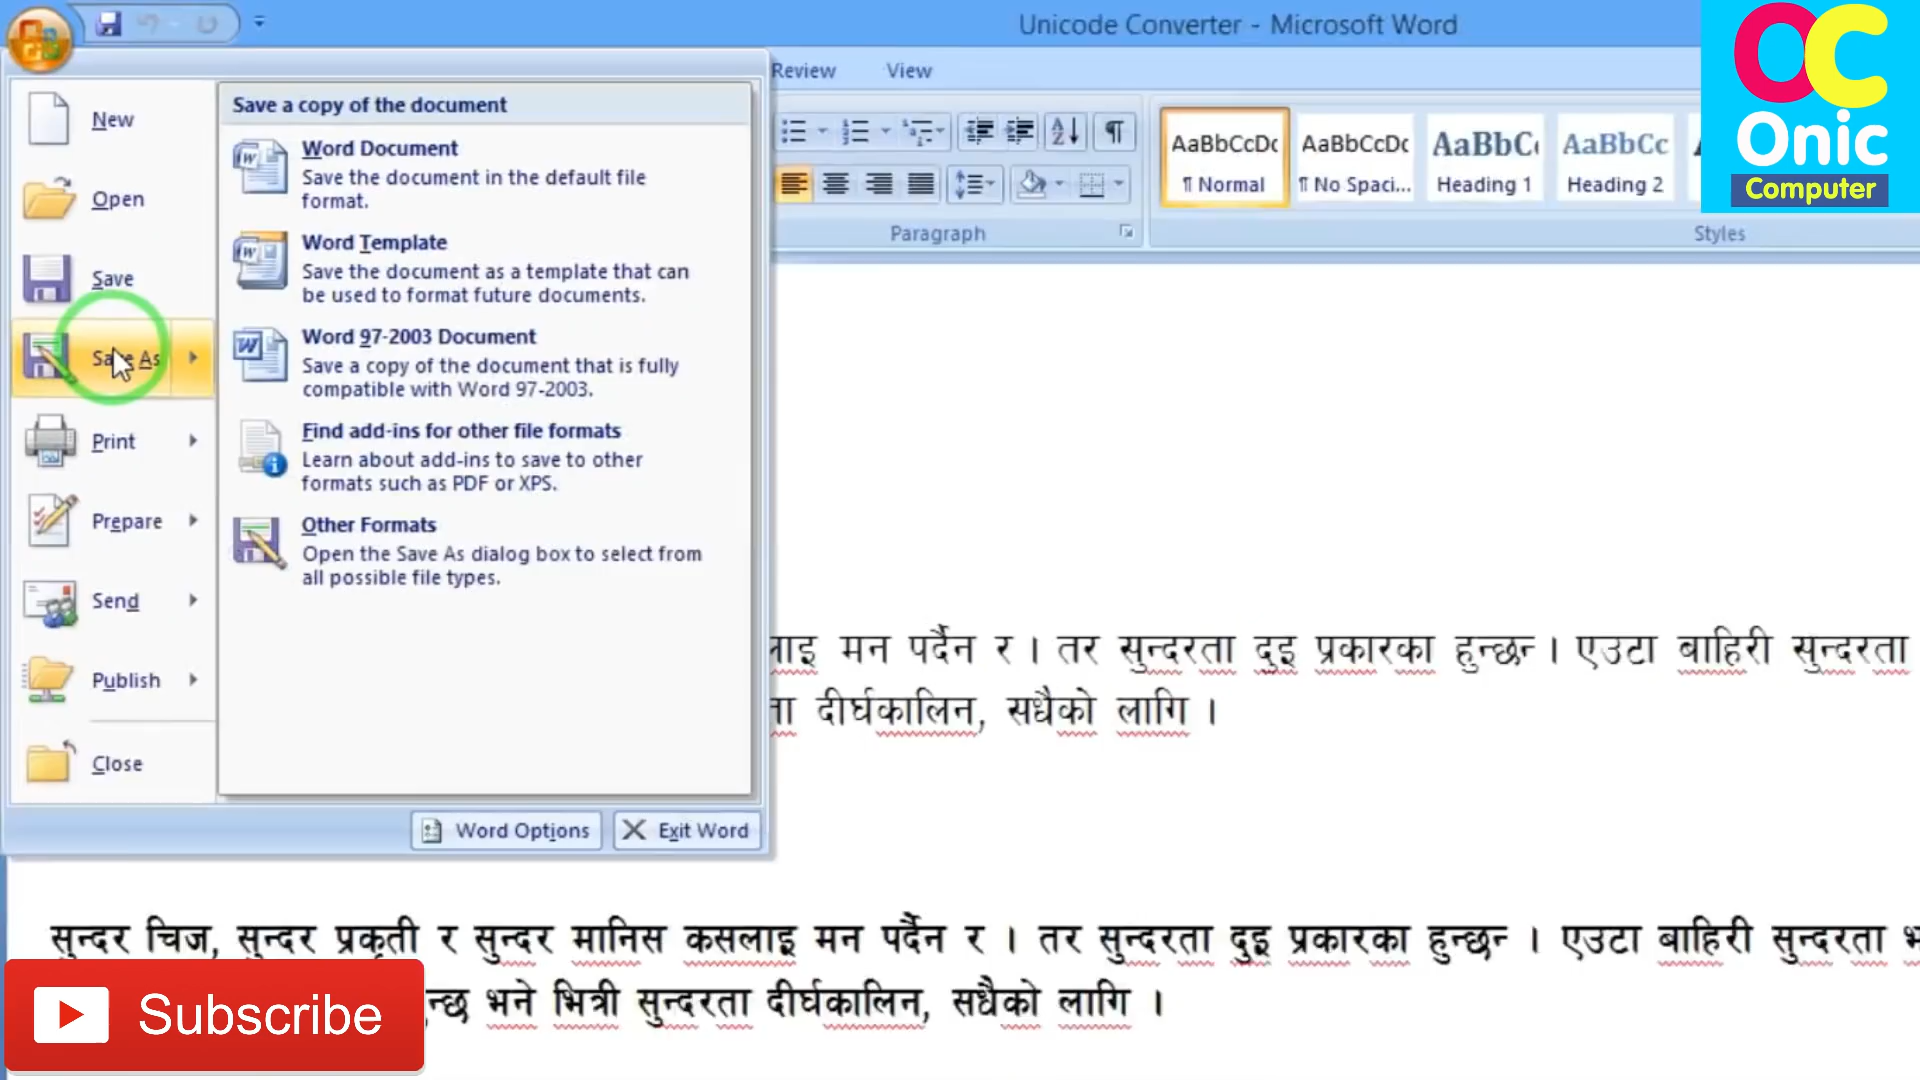 Unicode Converter - Microsoft Word
OC
Onic
Computer
Review
View
New
Open
Save
Save As
Print
Prepare
Send
Publish
Close
Save a copy of the document
Word Document
Save the document in the default file
format.
Word Template
Save the document as a template that can
be used to format future documents.
Word 97-2003 Document
Save a copy of the document that is fully
compatible with Word 97-2003.
Find add-ins for other file formats
Learn about add-ins to save to other
formats such as PDF or XPS.
Other Formats
Open the Save As dialog box to select from
all possible file types.
Word Options
Exit Word
AaBbCcDc
AaBbCcDc
AaBbC
AaBbCc
¶ Normal
¶ No Spaci...
Heading 1
Heading 2
Paragraph
Styles
मन पर्दैन र । तर सुन्दरता दुइ प्रकारका हुन्छन । एउटा बाहिरी सुन्दरता
दीर्घकालिन, सधैको लागि ।
सुन्दर चिज, सुन्दर प्रकृती र सुन्दर मानिस कसलाइ मन पर्दैन र । तर सुन्दरता दुइ प्रकारका हुन्छन । एउटा बाहिरी सुन्दरता
भने भित्री सुन्दरता दीर्घकालिन, सधैको लागि ।
Subscribe